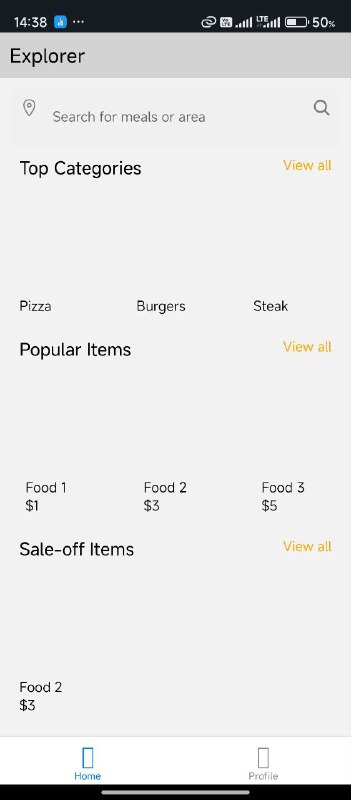 14:38 ... 50%
Explorer
Search for meals or area
Top Categories View all
Pizza Burgers Steak
Popular Items View all
Food 1 Food 2 Food 3
$1 $3 $5
Sale-off Items View all
Food 2
$3
Home Profile